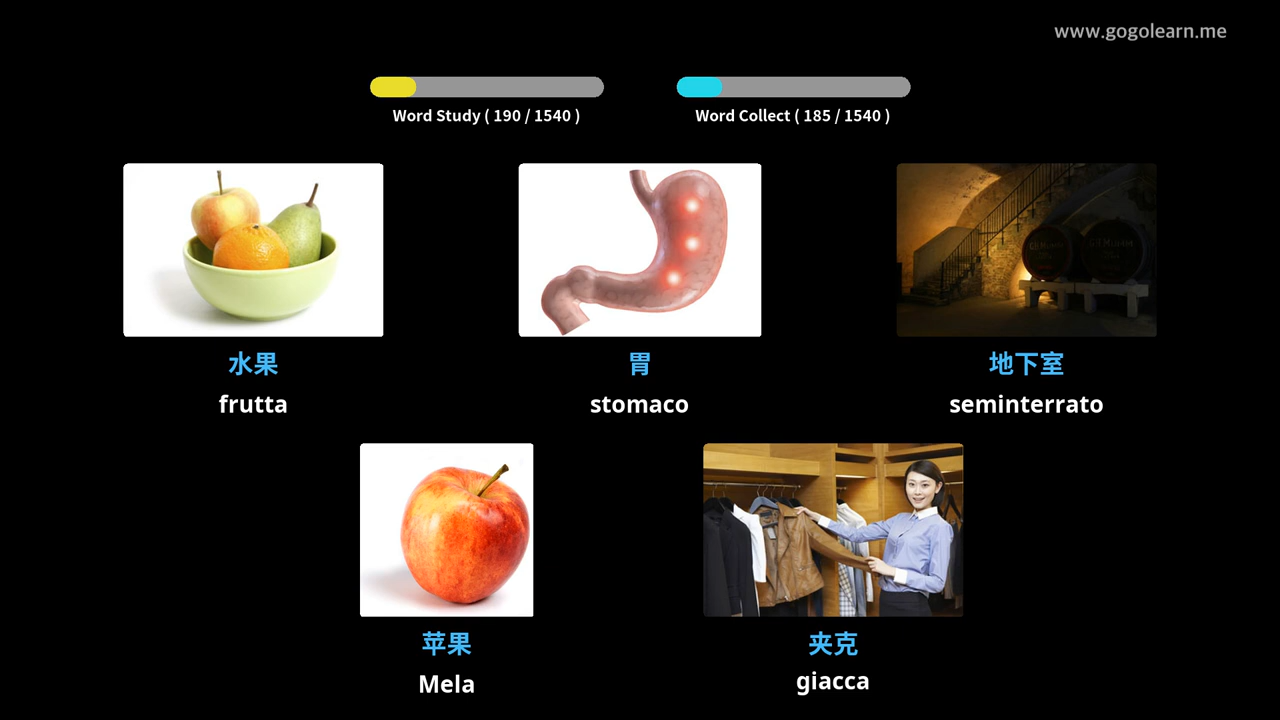 www.gogolearn.me
Word Study ( 190 / 1540 )
Word Collect ( 185 / 1540 )
水果
胃
地下室
frutta
stomaco
seminterrato
苹果
夹克
Mela
giacca